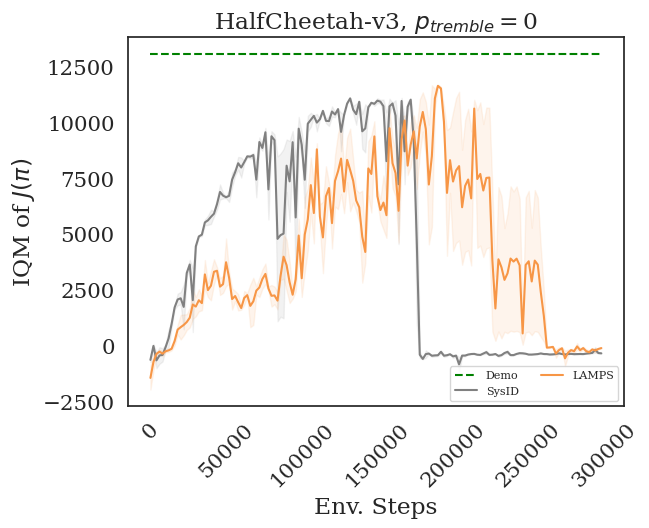 HalfCheetah-v3, p_tremble = 0
IQM of J(π)
12500
10000
7500
5000
2500
0
−2500
Demo
SysID
LAMPS
0
50000
100000
150000
200000
250000
300000
Env. Steps